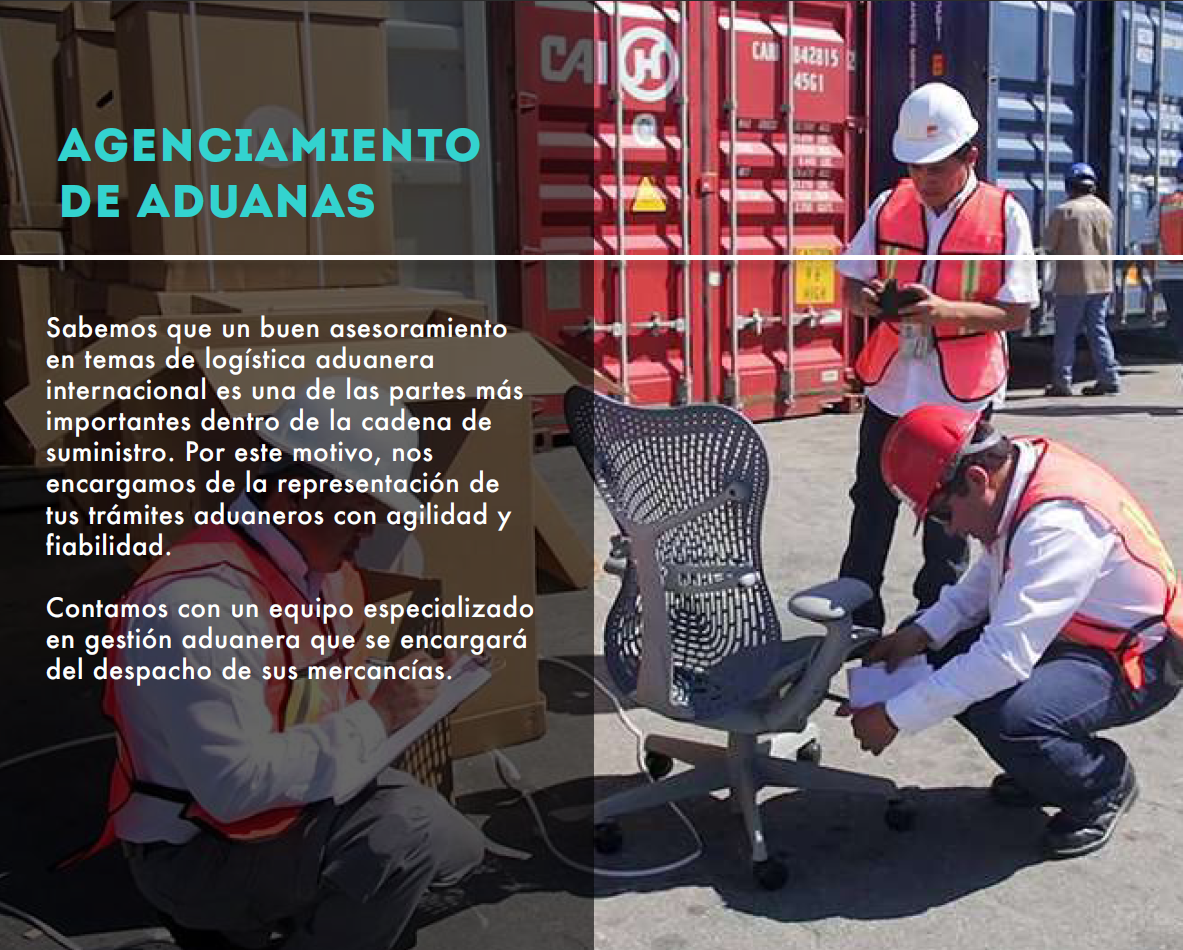 AGENCIAMIENTO
DE ADUANAS
Sabemos que un buen asesoramiento
en temas de logística aduanera
internacional es una de las partes más
importantes dentro de la cadena de
suministro. Por este motivo, nos
encargamos de la representación de
tus trámites aduaneros con agilidad y
fiabilidad.
Contamos con un equipo especializado
en gestión aduanera que se encargará
del despacho de sus mercancías.
CAI
45G1
HIGH